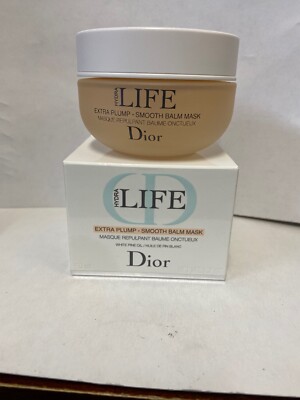 HYDRA LIFE
EXTRA PLUMP • SMOOTH BALM MASK
MASQUE REPULPANT BAUME ONCTUEUX
Dior
HYDRA LIFE
EXTRA PLUMP • SMOOTH BALM MASK
MASQUE REPULPANT BAUME ONCTUEUX
WHITE PINE OIL / HUILE DE PIN BLANC
Dior